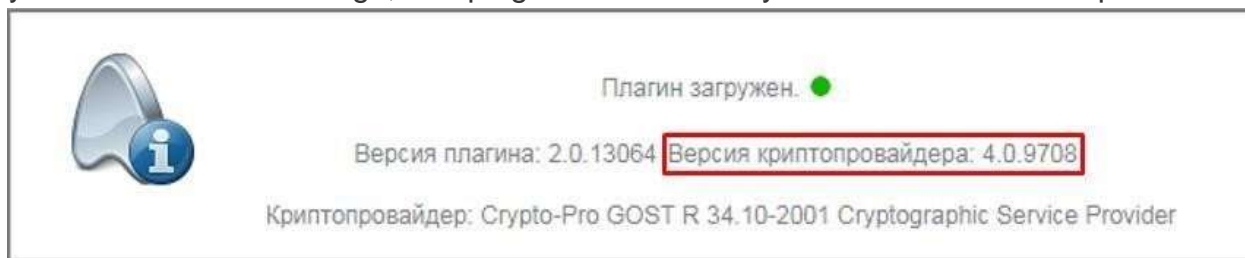 Плагин загружен.
Версия плагина: 2.0.13064 Версия криптопровайдера: 4.0.9708
Криптопровайдер: Crypto-Pro GOST R 34.10-2001 Cryptographic Service Provider